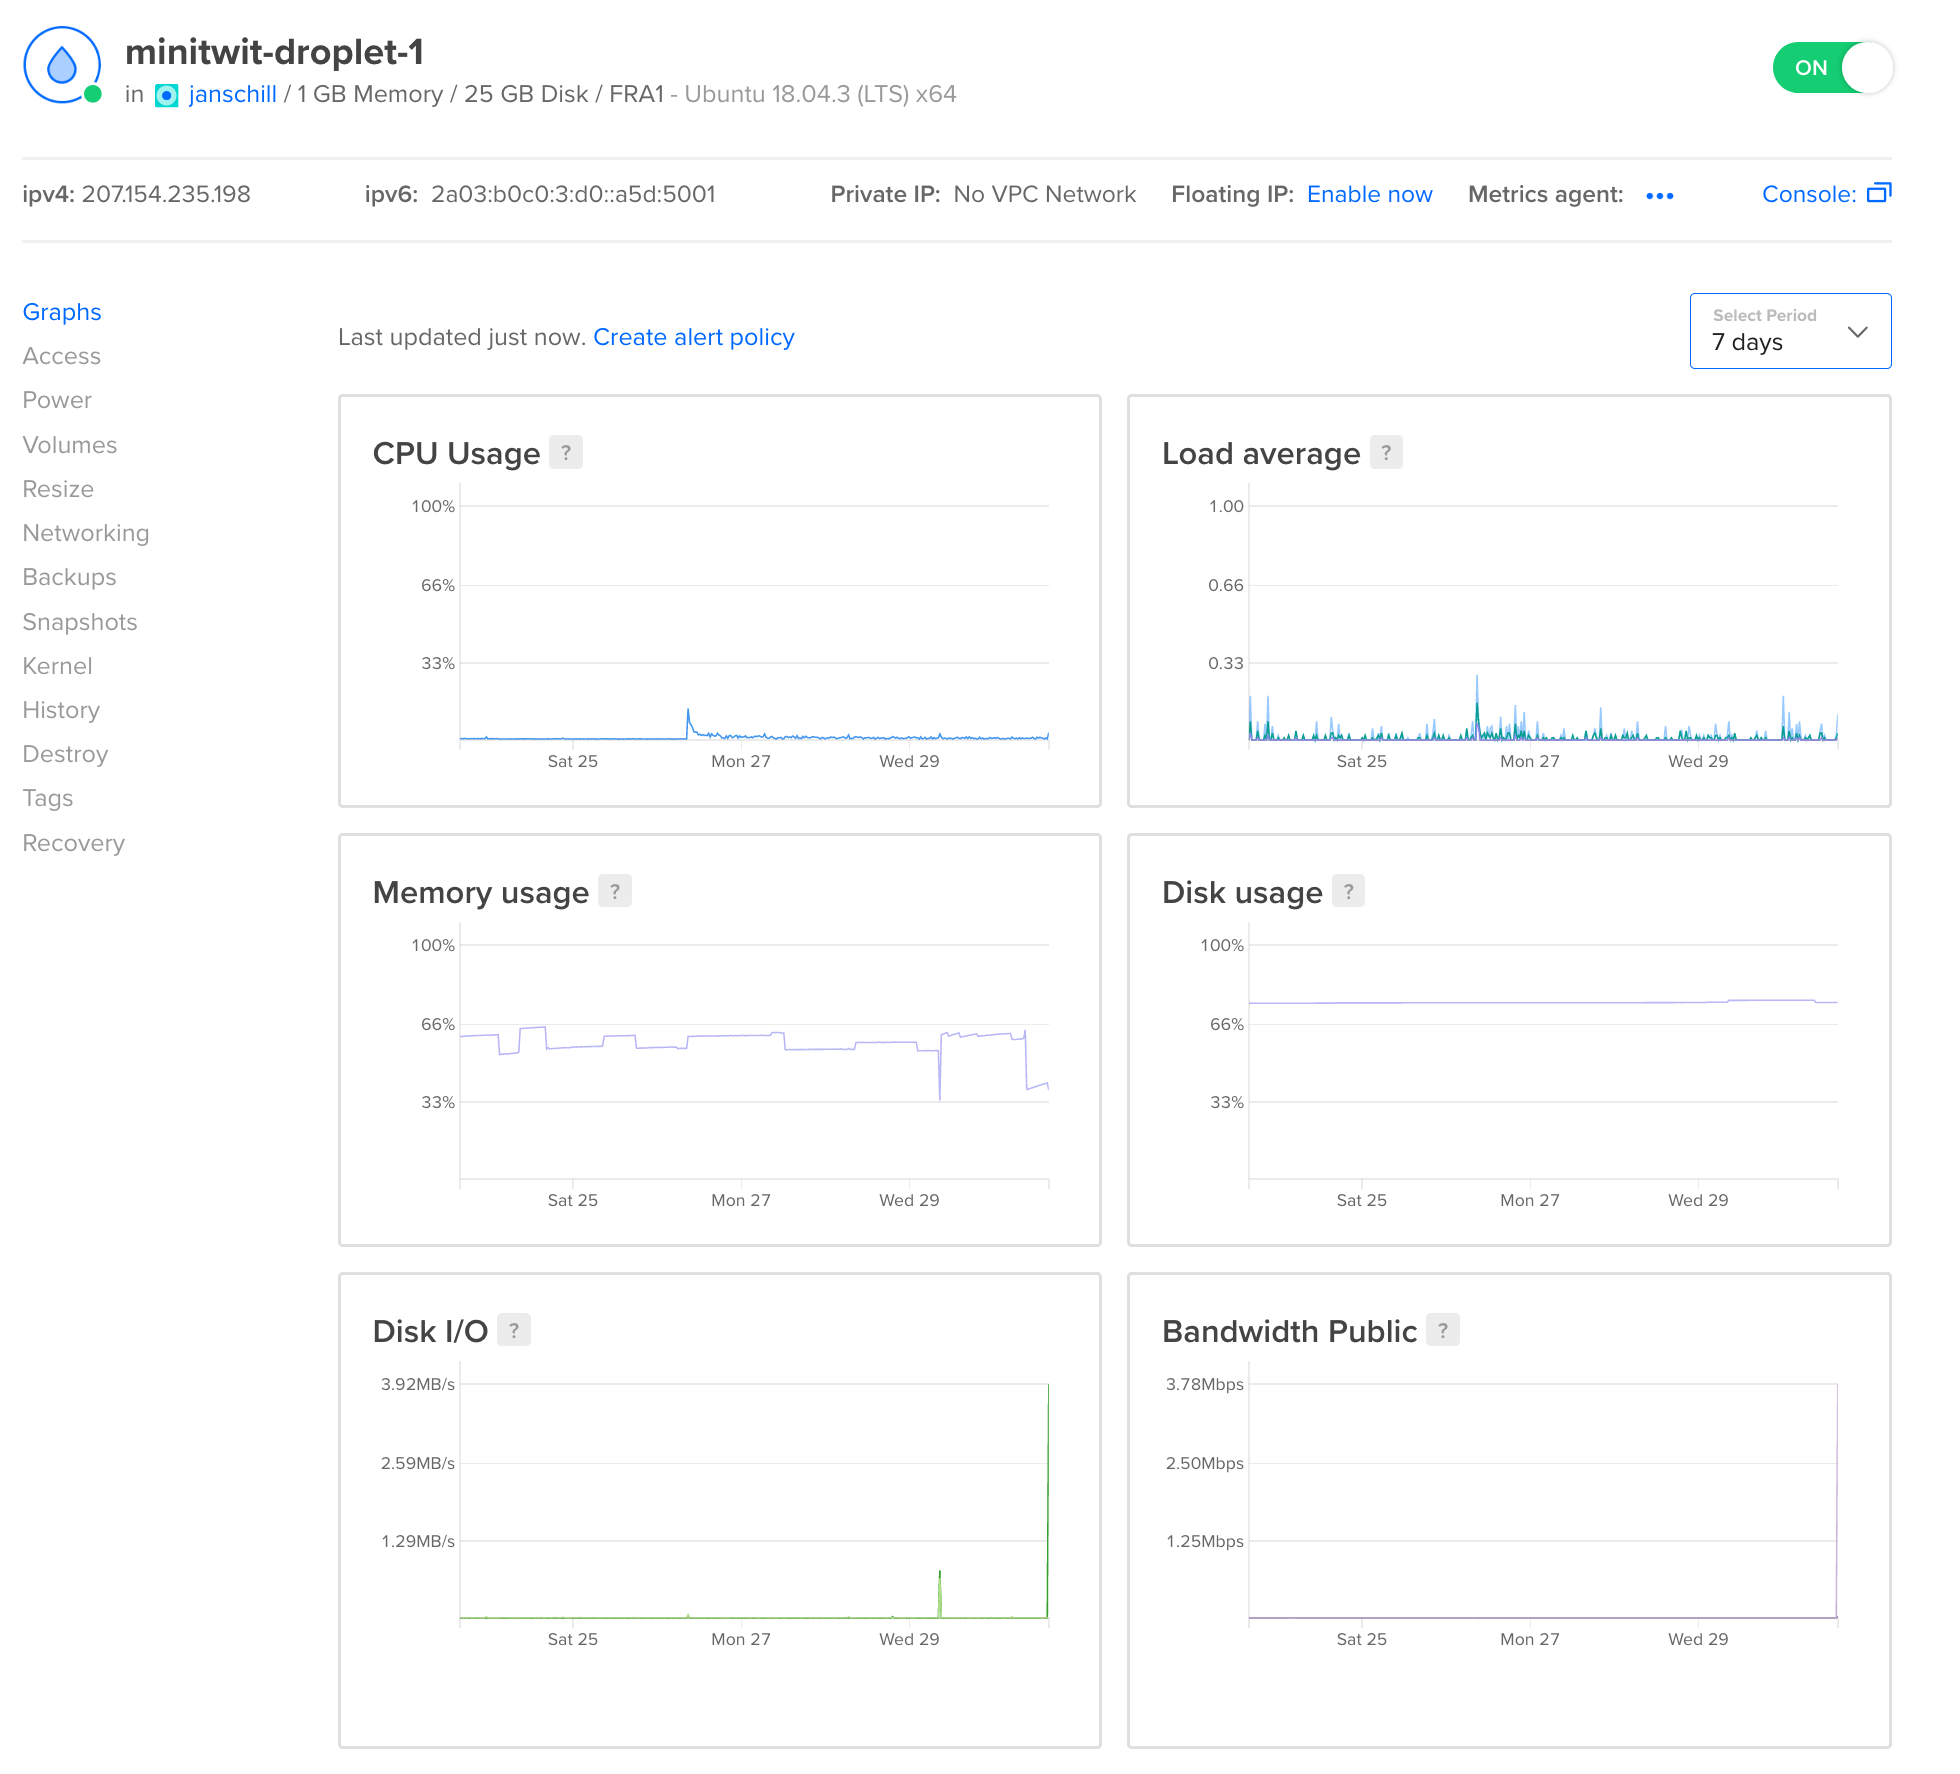 minitwit-droplet-1
in janschill / 1 GB Memory / 25 GB Disk / FRA1 - Ubuntu 18.04.3 (LTS) x64
ON
ipv4: 207.154.235.198 ipv6: 2a03:b0c0:3:d0::a5d:5001 Private IP: No VPC Network Floating IP: Enable now Metrics agent: ••• Console:
Graphs
Access
Power
Volumes
Resize
Networking
Backups
Snapshots
Kernel
History
Destroy
Tags
Recovery
Last updated just now. Create alert policy
Select Period
7 days
CPU Usage ?
100%
66%
33%
Sat 25 Mon 27 Wed 29
Load average ?
1.00
0.66
0.33
Sat 25 Mon 27 Wed 29
Memory usage ?
100%
66%
33%
Sat 25 Mon 27 Wed 29
Disk usage ?
100%
66%
33%
Sat 25 Mon 27 Wed 29
Disk I/O ?
3.92MB/s
2.59MB/s
1.29MB/s
Sat 25 Mon 27 Wed 29
Bandwidth Public ?
3.78Mbps
2.50Mbps
1.25Mbps
Sat 25 Mon 27 Wed 29